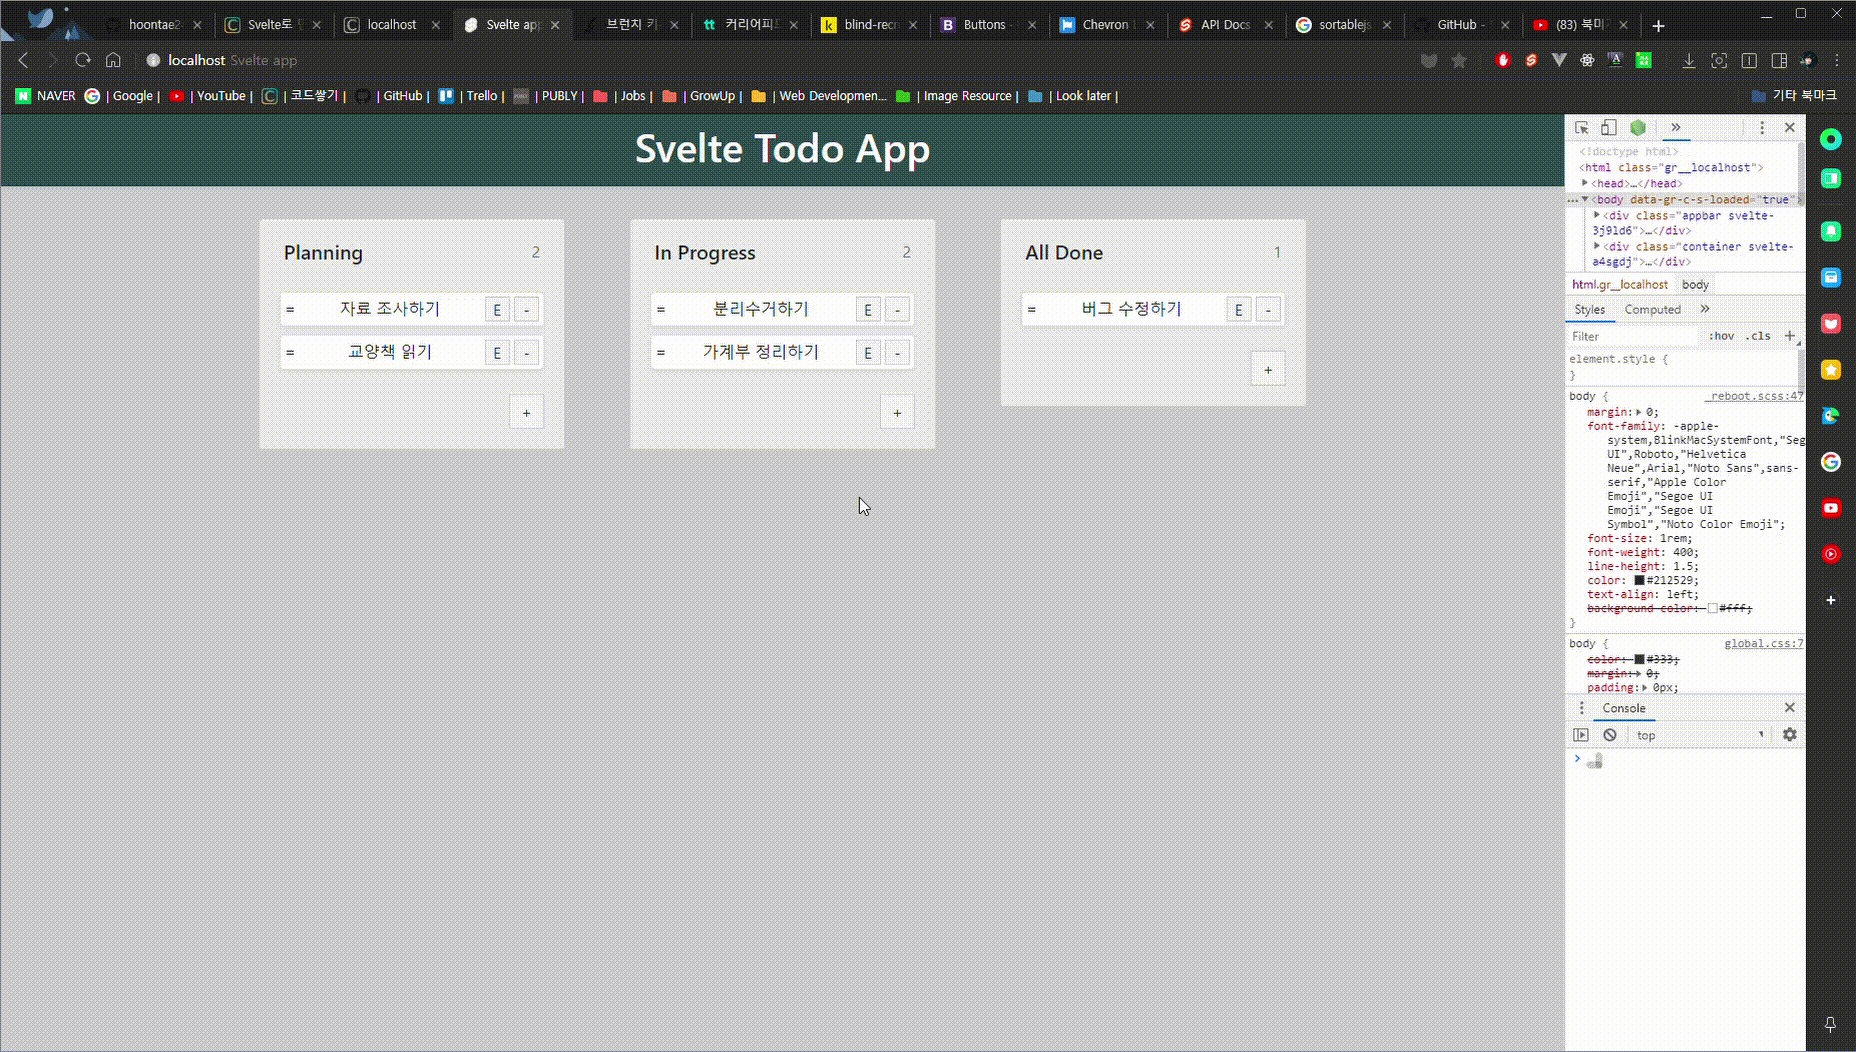 hoontae2
Svelte로
localhost
Svelte app
브런치 키
커리어피
blind-recr
Buttons -
Chevron
API Docs
sortablejs
GitHub -
(83) 북미
localhost Svelte app
NAVER | Google | | YouTube | | 코드쌓기 | | GitHub | | Trello | | PUBLY | | Jobs | | GrowUp | | Web Developmen... | Image Resource | | Look later | 기타 북마크
Svelte Todo App
Planning 2
= 자료 조사하기 E -
= 교양책 읽기 E -
+
In Progress 2
= 분리수거하기 E -
= 가계부 정리하기 E -
+
All Done 1
= 버그 수정하기 E -
+
<!doctype html>
<html class="gr__localhost">
<head>…</head>
<body data-gr-c-s-loaded="true">
<div class="appbar svelte-
3j9ld6">…</div>
<div class="container svelte-
a4sgdj">…</div>
html.gr__localhost body
Styles Computed
Filter :hov .cls +
element.style {
}
body { _reboot.scss:47
margin: 0;
font-family: -apple-
system,BlinkMacSystemFont,"Seg
UI",Roboto,"Helvetica
Neue",Arial,"Noto Sans",sans-
serif,"Apple Color
Emoji","Segoe UI
Emoji","Segoe UI
Symbol","Noto Color Emoji";
font-size: 1rem;
font-weight: 400;
line-height: 1.5;
color: #212529;
text-align: left;
background-color: #fff;
}
body { global.css:7
color: #333;
margin: 0;
padding: 0px;
Console
top